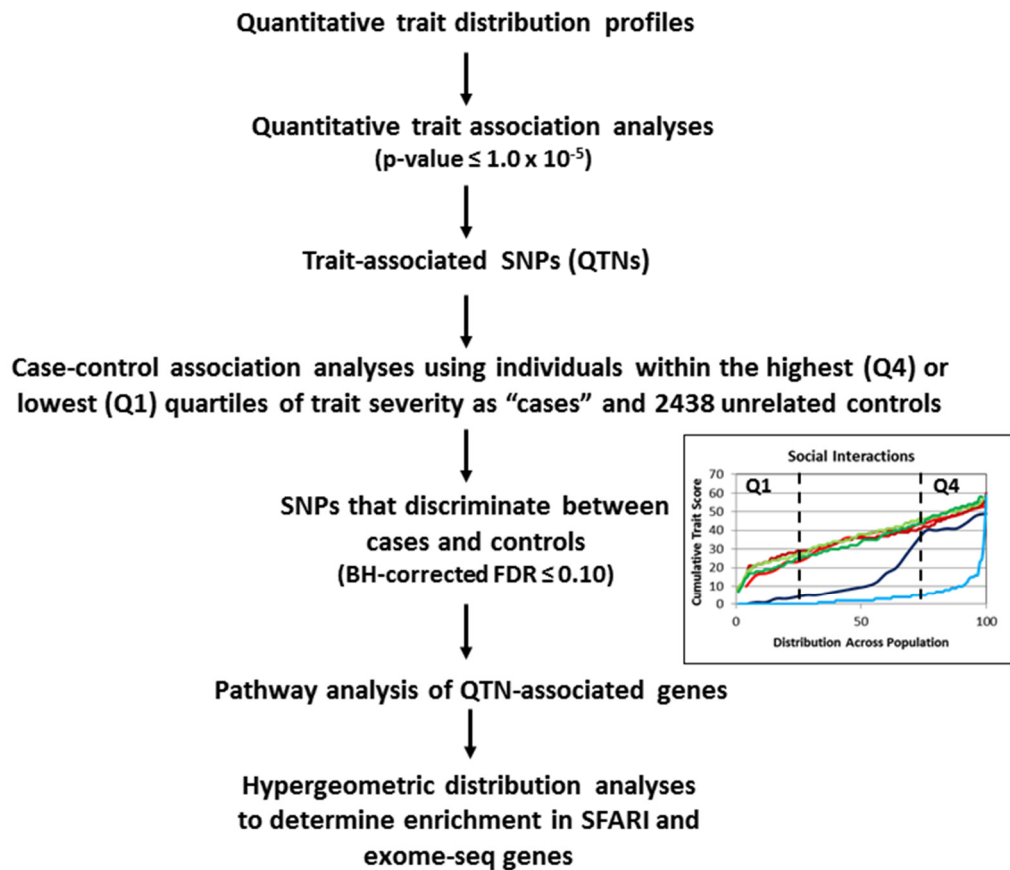 Quantitative trait distribution profiles
Quantitative trait association analyses
(p-value ≤ 1.0 x 10⁻⁵)
Trait-associated SNPs (QTNs)
Case-control association analyses using individuals within the highest (Q4) or
lowest (Q1) quartiles of trait severity as “cases” and 2438 unrelated controls
SNPs that discriminate between
cases and controls
(BH-corrected FDR ≤ 0.10)
Social Interactions
Q1
Q4
Cumulative Trait Score
70
60
50
40
30
20
10
0
0 50 100
Distribution Across Population
Pathway analysis of QTN-associated genes
Hypergeometric distribution analyses
to determine enrichment in SFARI and
exome-seq genes